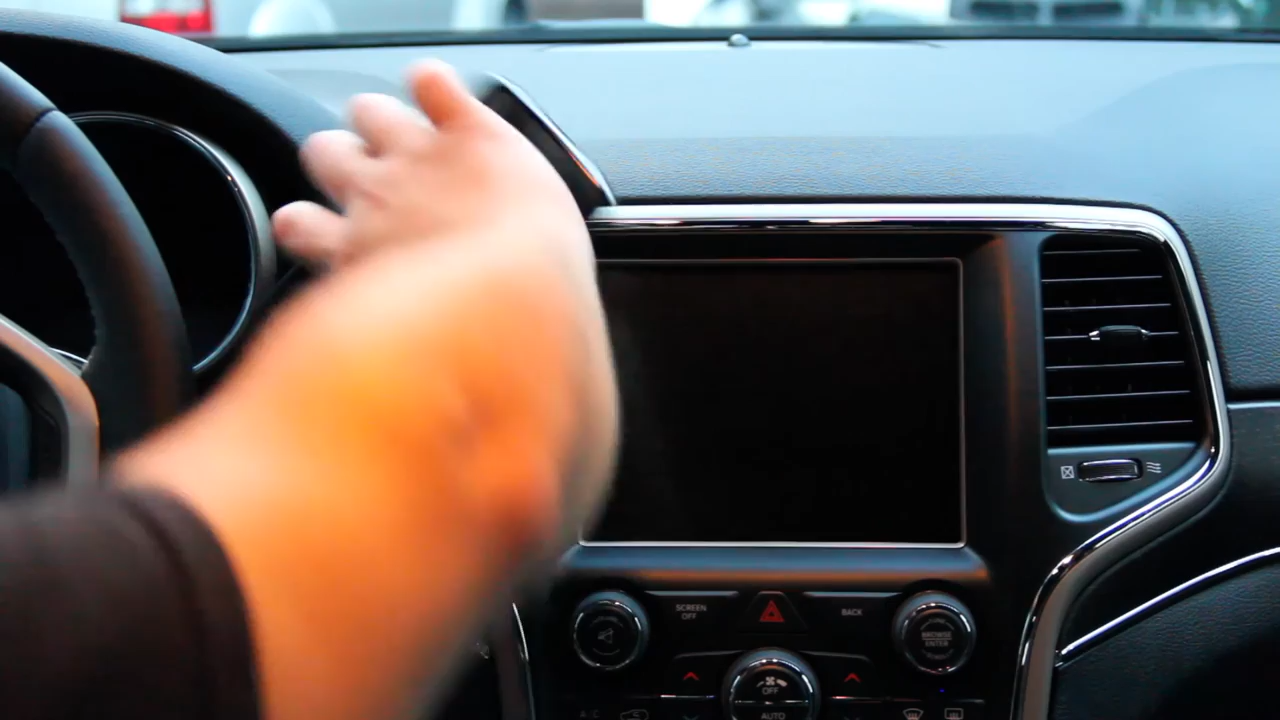 SCREEN
OFF
BACK
BROWSE
ENTER
OFF
AUTO
A/C